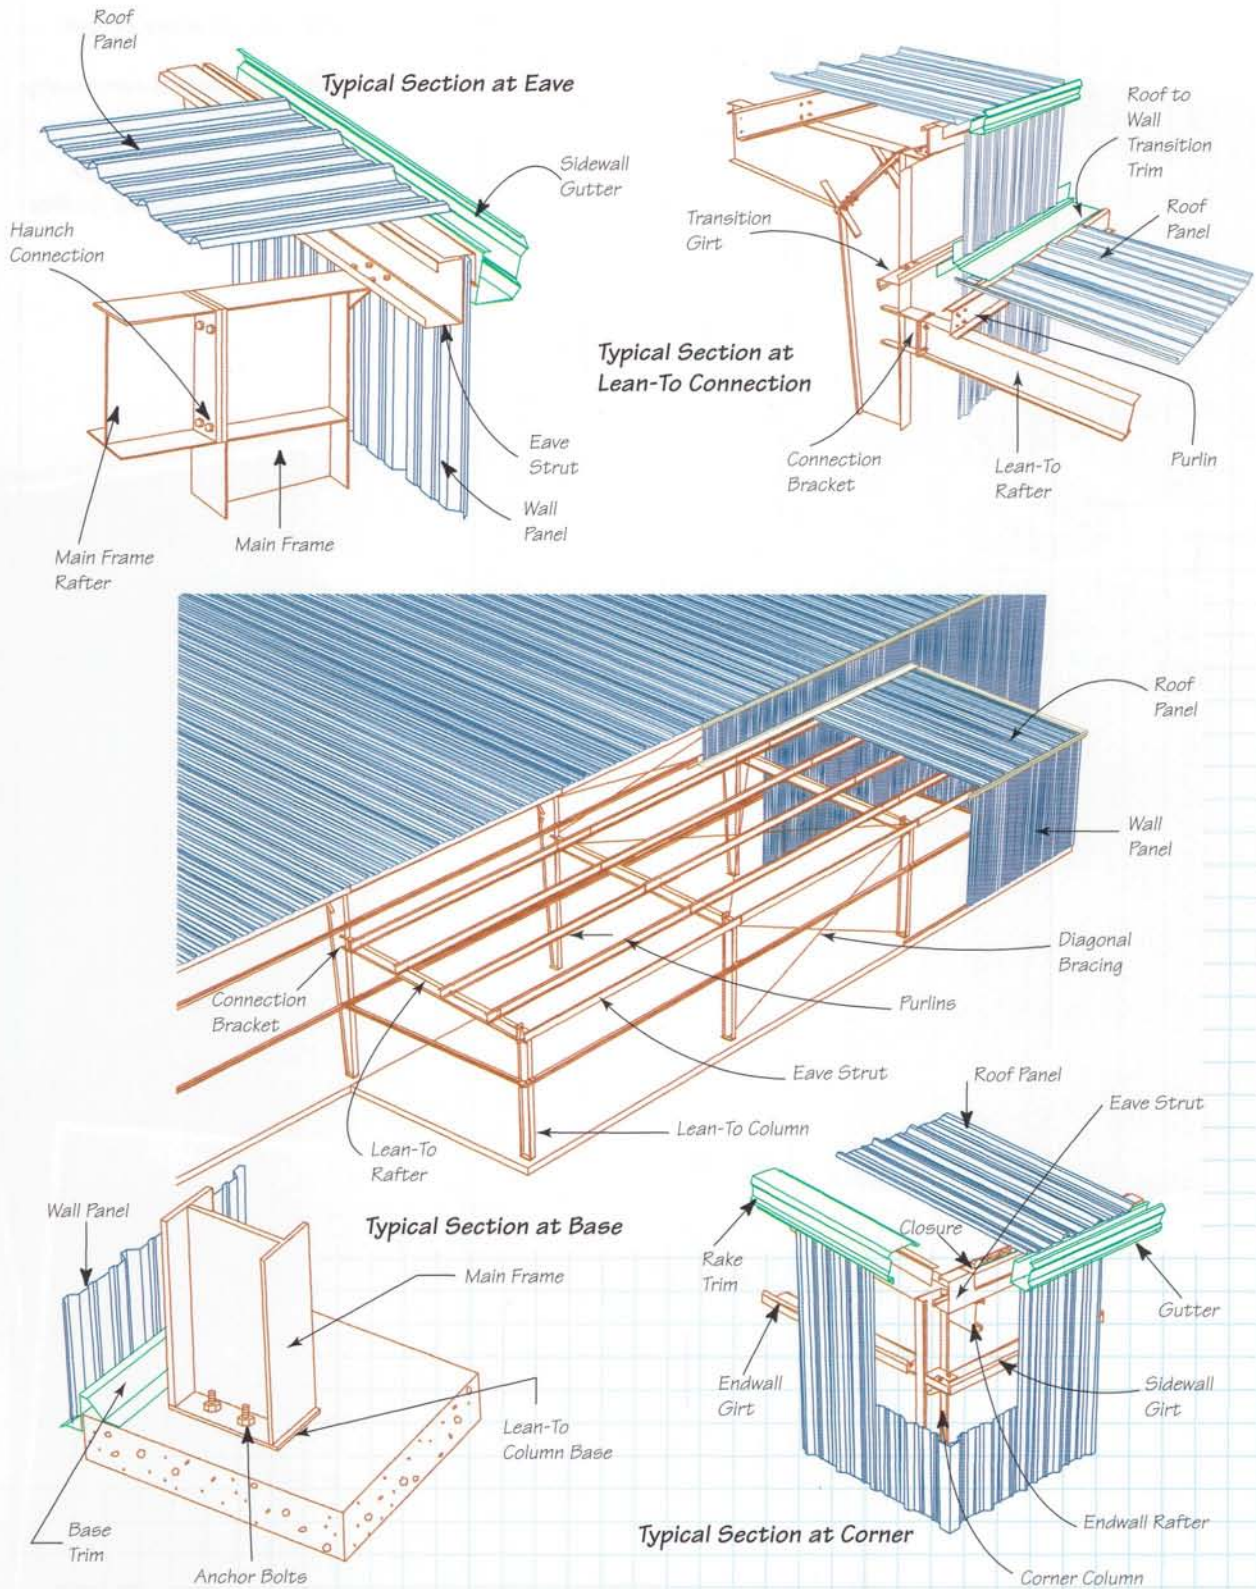 Roof
Panel
Typical Section at Eave
Sidewall
Gutter
Haunch
Connection
Eave
Strut
Wall
Panel
Main Frame
Main Frame
Rafter
Roof to
Wall
Transition
Trim
Roof
Panel
Transition
Girt
Typical Section at
Lean-To Connection
Connection
Bracket
Lean-To
Rafter
Purlin
Roof
Panel
Wall
Panel
Diagonal
Bracing
Purlins
Connection
Bracket
Eave Strut
Lean-To Column
Lean-To
Rafter
Wall Panel
Typical Section at Base
Main Frame
Lean-To
Column Base
Base
Trim
Anchor Bolts
Roof Panel
Eave Strut
Closure
Rake
Trim
Gutter
Endwall
Girt
Sidewall
Girt
Endwall Rafter
Typical Section at Corner
Corner Column